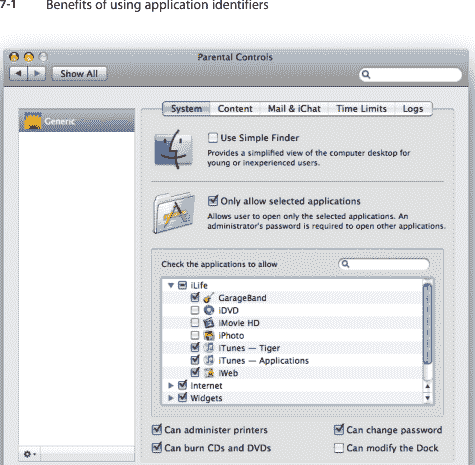 7-1 Benefits of using application identifiers
Parental Controls
Show All
Generic
System Content Mail & iChat Time Limits Logs
Use Simple Finder
Provides a simplified view of the computer desktop for
young or inexperienced users.
Only allow selected applications
Allows user to open only the selected applications. An
administrator's password is required to open other applications.
Check the applications to allow
iLife
GarageBand
iDVD
iMovie HD
iPhoto
iTunes — Tiger
iTunes — Applications
iWeb
Internet
Widgets
Can administer printers Can change password
Can burn CDs and DVDs Can modify the Dock